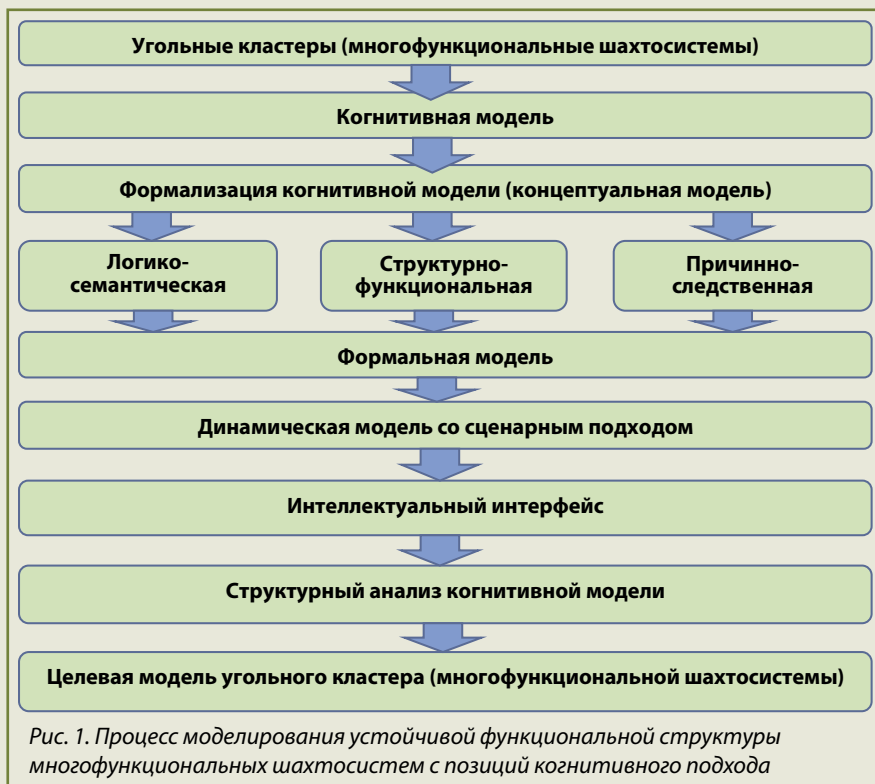 Угольные кластеры (многофункциональные шахтосистемы)
Когнитивная модель
Формализация когнитивной модели (концептуальная модель)
Логико-
семантическая
Структурно-
функциональная
Причинно-
следственная
Формальная модель
Динамическая модель со сценарным подходом
Интеллектуальный интерфейс
Структурный анализ когнитивной модели
Целевая модель угольного кластера (многофункциональной шахтосистемы)
Рис. 1. Процесс моделирования устойчивой функциональной структуры
многофункциональных шахтосистем с позиций когнитивного подхода